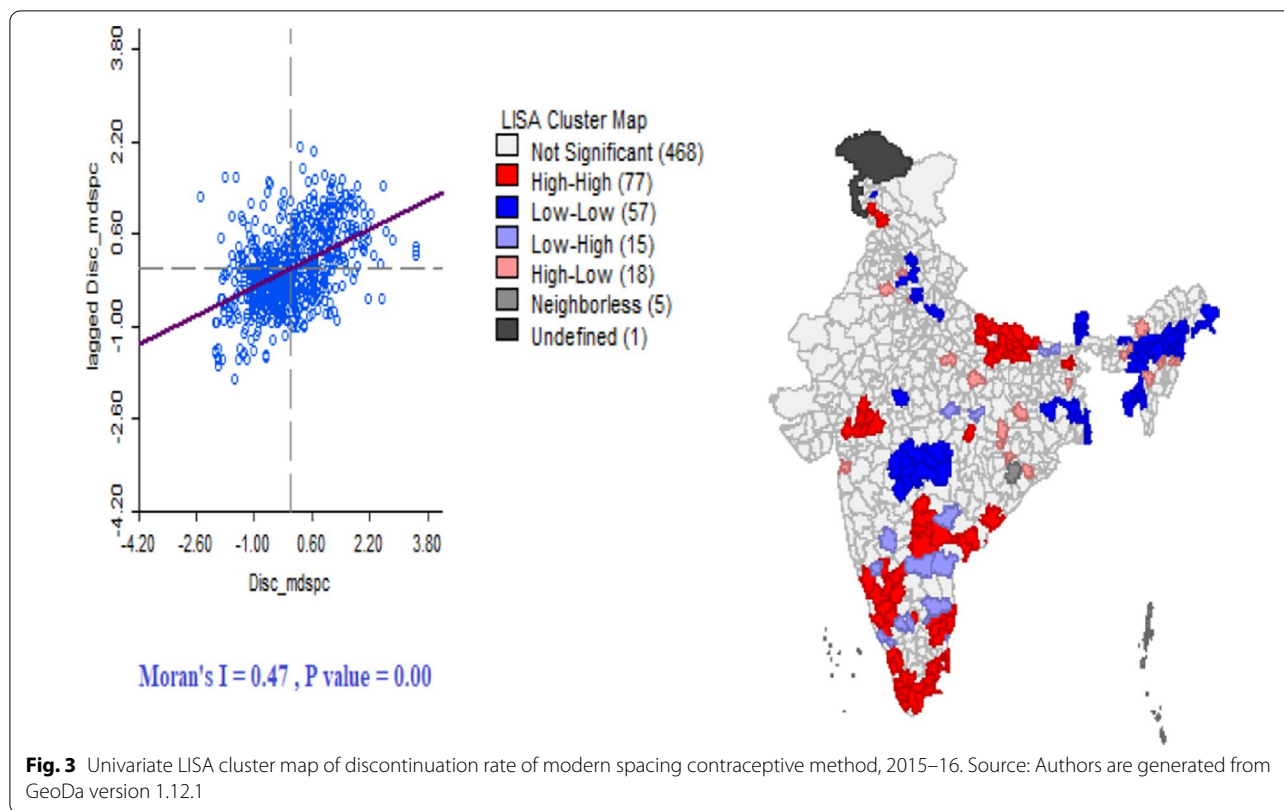 3.80
2.20
0.60
-1.00
-2.60
-4.20
lagged Disc_mdspc
-4.20 -2.60 -1.00 0.60 2.20 3.80
Disc_mdspc
Moran's I = 0.47 , P value = 0.00
LISA Cluster Map
Not Significant (468)
High-High (77)
Low-Low (57)
Low-High (15)
High-Low (18)
Neighborless (5)
Undefined (1)
Fig. 3 Univariate LISA cluster map of discontinuation rate of modern spacing contraceptive method, 2015–16. Source: Authors are generated from
GeoDa version 1.12.1